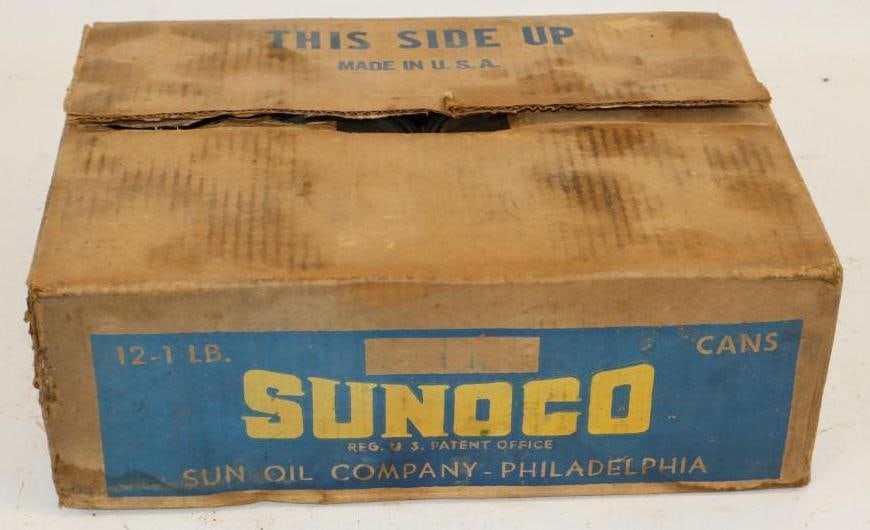 THIS SIDE UP
MADE IN U.S.A.
12-1 LB. CANS
SUNOCO
REG. U.S. PATENT OFFICE
SUN OIL COMPANY - PHILADELPHIA